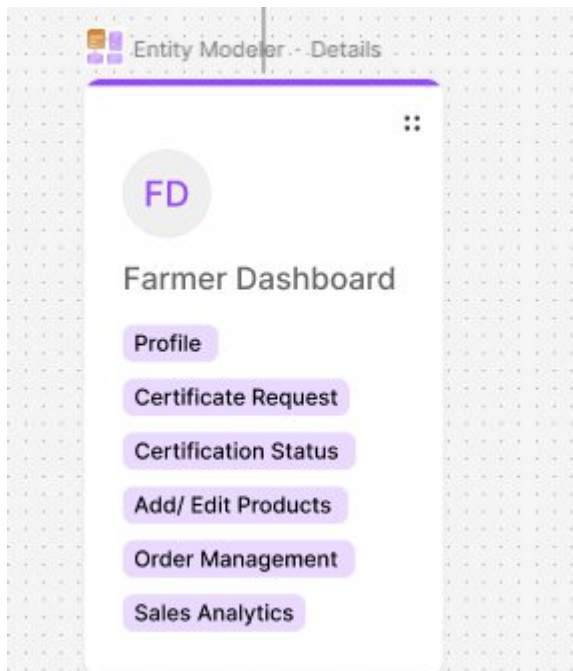 Entity Modeler - Details
FD
Farmer Dashboard
Profile
Certificate Request
Certification Status
Add/ Edit Products
Order Management
Sales Analytics